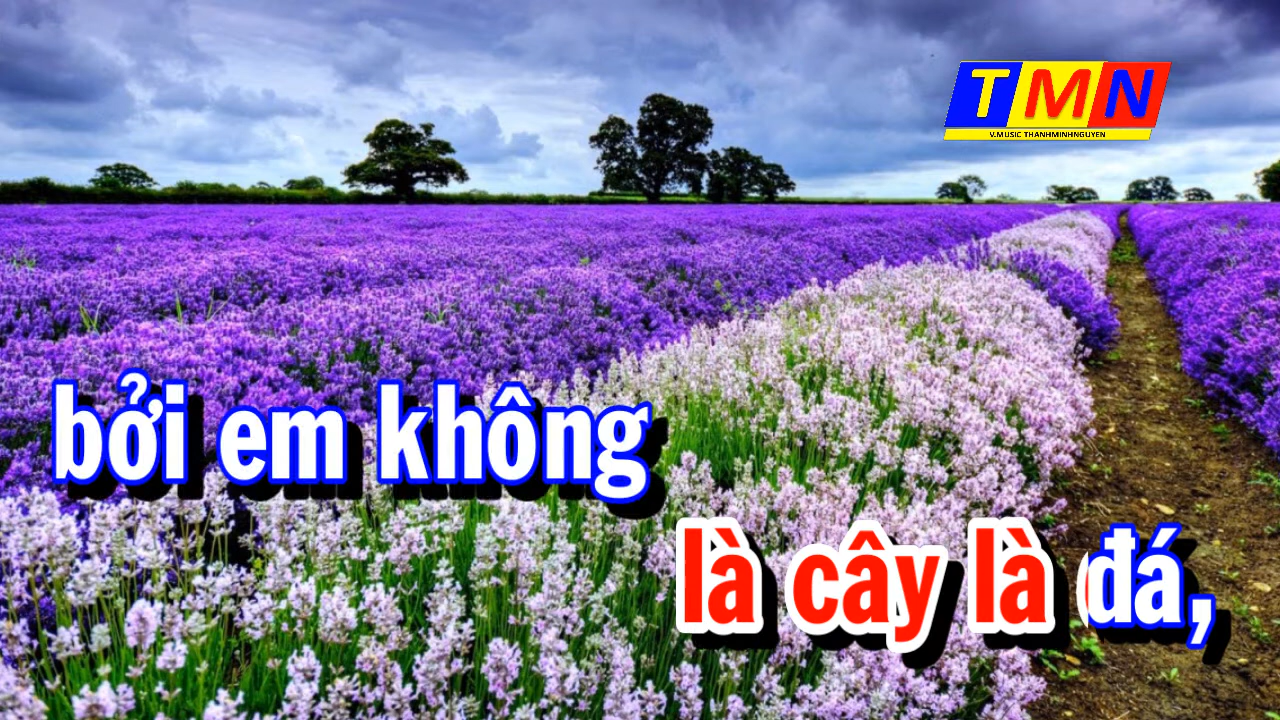 TMN
V.MUSIC THANHMINHNGUYEN
bởi em không
là cây là đá,